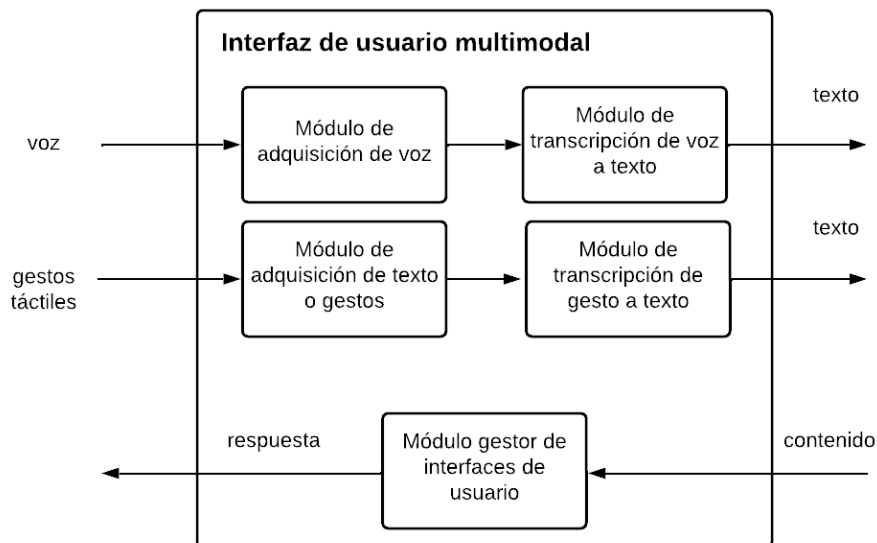 Interfaz de usuario multimodal
voz
Módulo de
adquisición de voz
Módulo de
transcripción de voz
a texto
texto
gestos
táctiles
Módulo de
adquisición de texto
o gestos
Módulo de
transcripción de
gesto a texto
texto
respuesta
Módulo gestor de
interfaces de
usuario
contenido